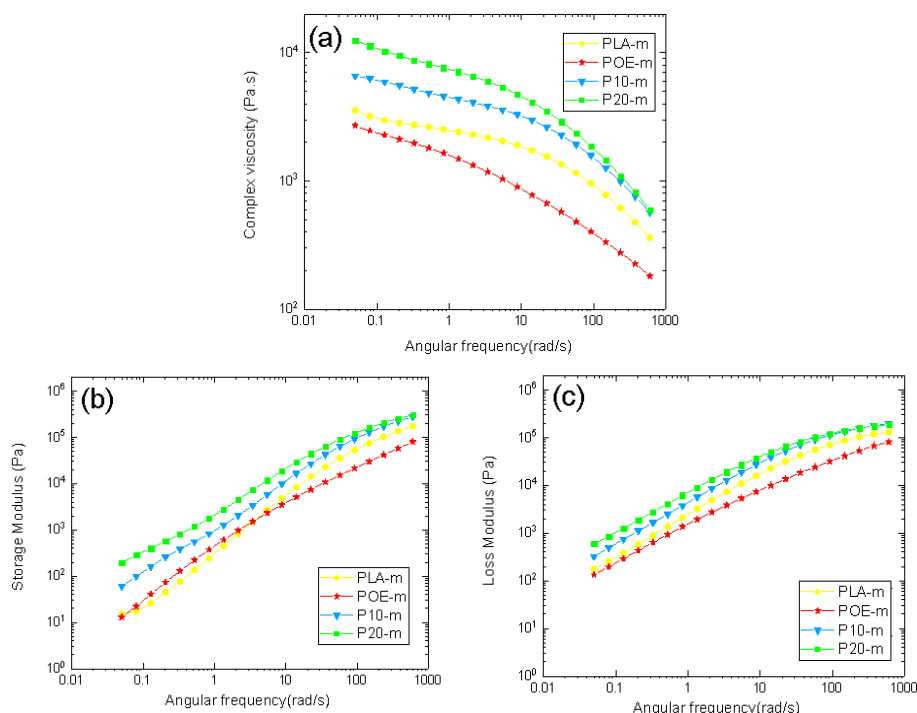 (a)
PLA-m
POE-m
P10-m
P20-m
Complex viscosity (Pa.s)
10^4
10^3
10^2
0.01 0.1 1 10 100 1000
Angular frequency(rad/s)
(b)
Storage Modulus (Pa)
10^6
10^5
10^4
10^3
10^2
10^1
10^0
PLA-m
POE-m
P10-m
P20-m
0.01 0.1 1 10 100 1000
Angular frequency(rad/s)
(c)
Loss Modulus (Pa)
10^6
10^5
10^4
10^3
10^2
10^1
10^0
PLA-m
POE-m
P10-m
P20-m
0.01 0.1 1 10 100 1000
Angular frequency(rad/s)